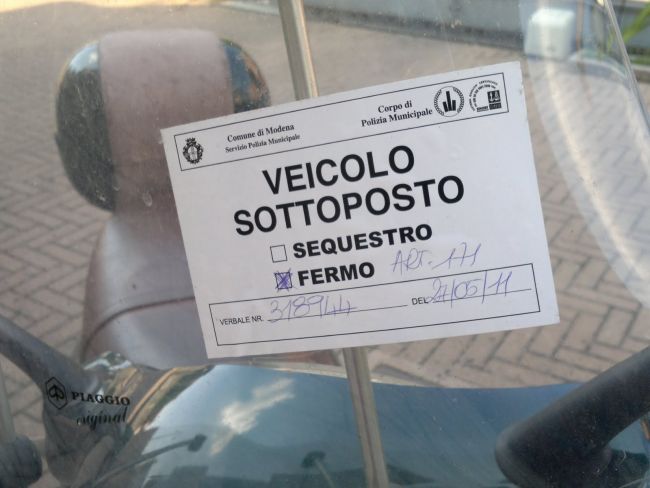 Comune di Modena
Servizio Polizia Municipale
Corpo di
Polizia Municipale
VEICOLO
SOTTOPOSTO
SEQUESTRO
FERMO ART. 171
VERBALE NR. 318944 DEL 27/05/11
PIAGGIO
original